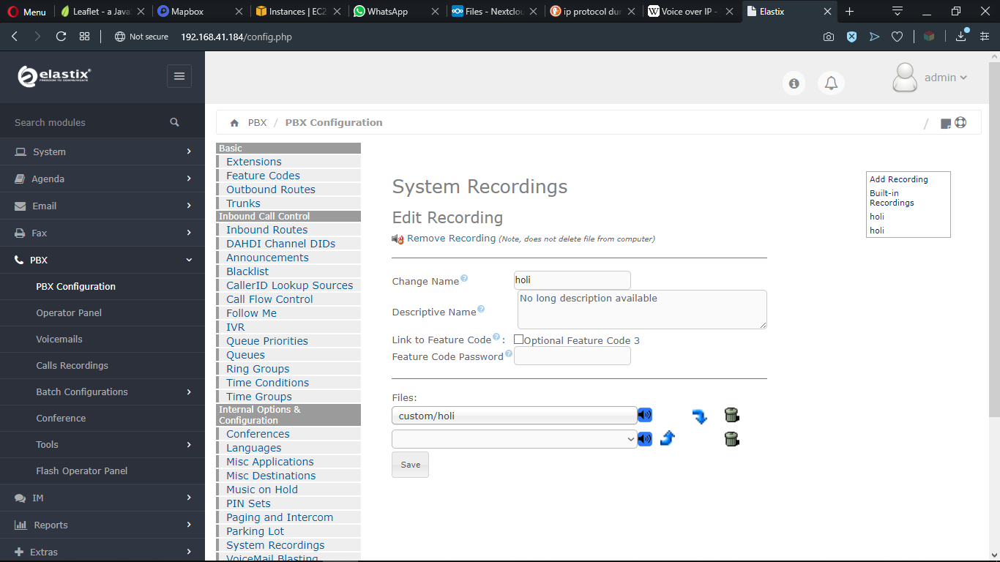 Menu
Leaflet - a Java
Mapbox
Instances | EC2
WhatsApp
Files - Nextclou
ip protocol dur
Voice over IP -
Elastix
Not secure
192.168.41.184/config.php
elastix
FREEDOM TO COMMUNICATE
admin
Search modules
PBX / PBX Configuration /
System
Agenda
Email
Fax
PBX
PBX Configuration
Operator Panel
Voicemails
Calls Recordings
Batch Configurations
Conference
Tools
Flash Operator Panel
IM
Reports
Extras
Basic
Extensions
Feature Codes
Outbound Routes
Trunks
Inbound Call Control
Inbound Routes
DAHDI Channel DIDs
Announcements
Blacklist
CallerID Lookup Sources
Call Flow Control
Follow Me
IVR
Queue Priorities
Queues
Ring Groups
Time Conditions
Time Groups
Internal Options &
Configuration
Conferences
Languages
Misc Applications
Misc Destinations
Music on Hold
PIN Sets
Paging and Intercom
Parking Lot
System Recordings
VoiceMail Blasting
System Recordings
Edit Recording
Remove Recording (Note, does not delete file from computer)
Change Name? holi
Descriptive Name? No long description available
Link to Feature Code? : Optional Feature Code 3
Feature Code Password?
Files:
custom/holi
Save
Add Recording
Built-in
Recordings
holi
holi